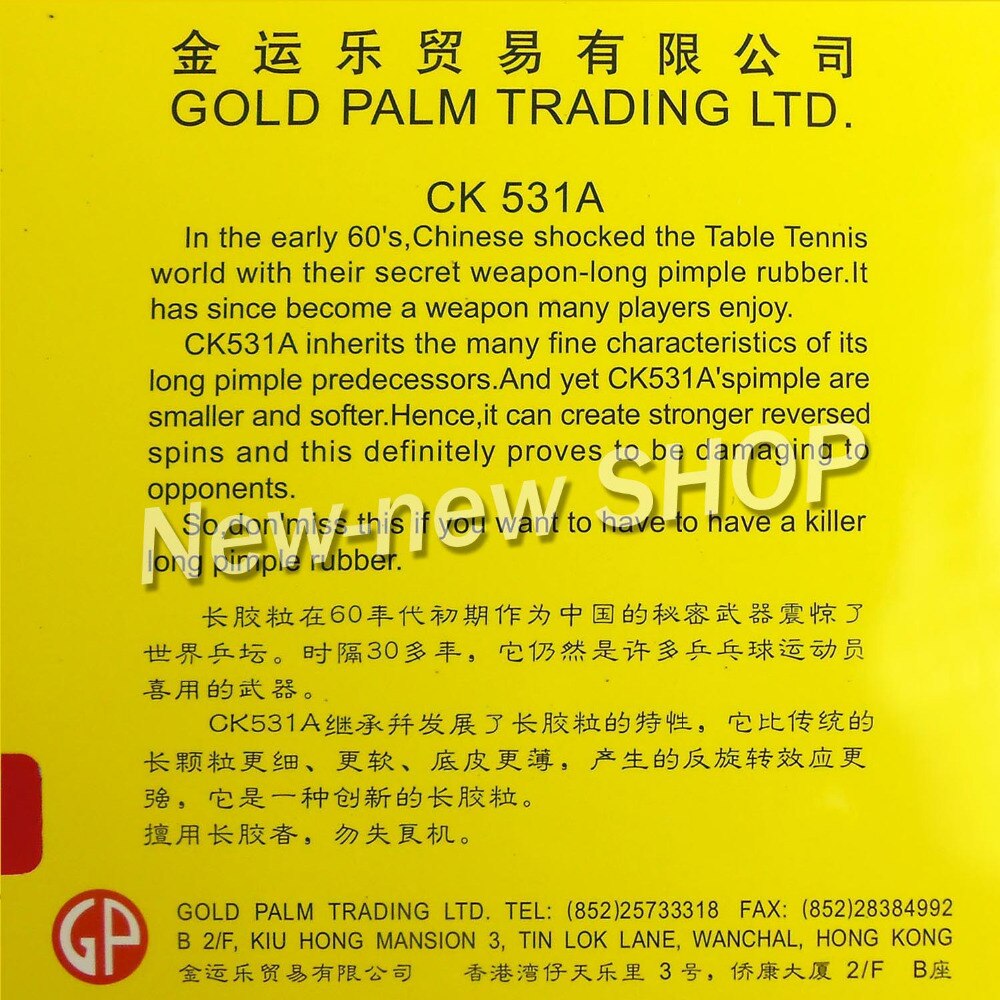 金运乐贸易有限公司
GOLD PALM TRADING LTD.
CK 531A
In the early 60's,Chinese shocked the Table Tennis
world with their secret weapon-long pimple rubber.It
has since become a weapon many players enjoy.
CK531A inherits the many fine characteristics of its
long pimple predecessors.And yet CK531A'spimple are
smaller and softer.Hence,it can create stronger reversed
spins and this definitely proves to be damaging to
opponents.
So,don'miss this if you want to have to have a killer
long pimple rubber.
New-new SHOP
长胶粒在60年代初期作为中国的秘密武器震惊了
世界乒坛。时隔30多年，它仍然是许多乒乓球运动员
喜用的武器。
CK531A继承并发展了长胶粒的特性，它比传统的
长颗粒更细、更软、底皮更薄，产生的反旋转效应更
强，它是一种创新的长胶粒。
擅用长胶者，勿失良机。
GP
GOLD PALM TRADING LTD. TEL: (852)25733318 FAX: (852)28384992
B 2/F, KIU HONG MANSION 3, TIN LOK LANE, WANCHAL, HONG KONG
金运乐贸易有限公司 香港湾仔天乐里 3 号，侨康大厦 2/F B座